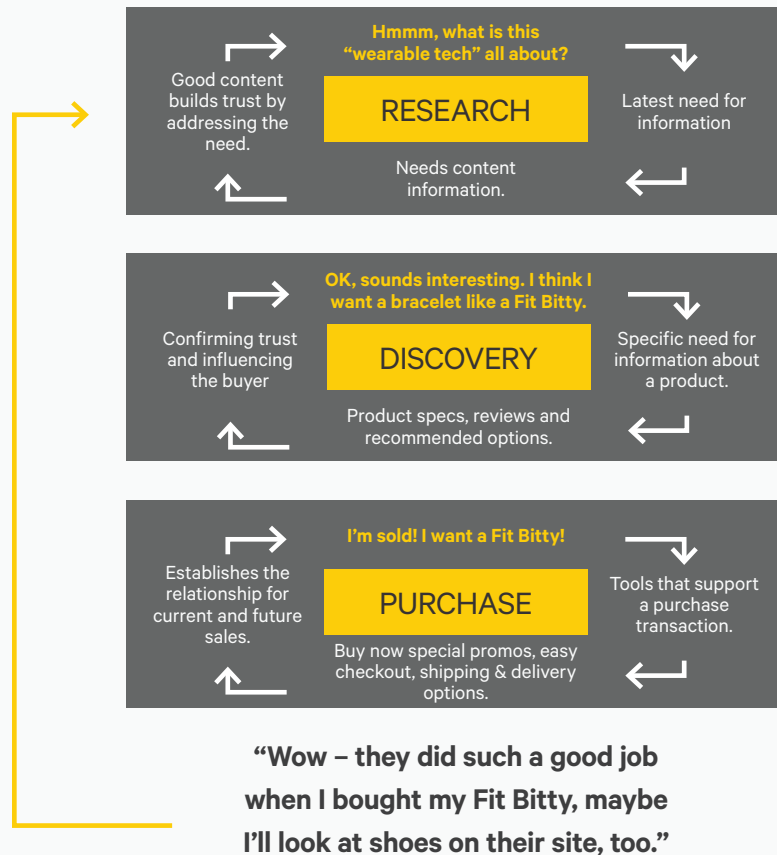 Hmmm, what is this
“wearable tech” all about?
Good content
builds trust by
addressing the
need.
RESEARCH
Latest need for
information
Needs content
information.
OK, sounds interesting. I think I
want a bracelet like a Fit Bitty.
Confirming trust
and influencing
the buyer
DISCOVERY
Specific need for
information about
a product.
Product specs, reviews and
recommended options.
I’m sold! I want a Fit Bitty!
Establishes the
relationship for
current and future
sales.
PURCHASE
Tools that support
a purchase
transaction.
Buy now special promos, easy
checkout, shipping & delivery
options.
“Wow – they did such a good job
when I bought my Fit Bitty, maybe
I’ll look at shoes on their site, too.”